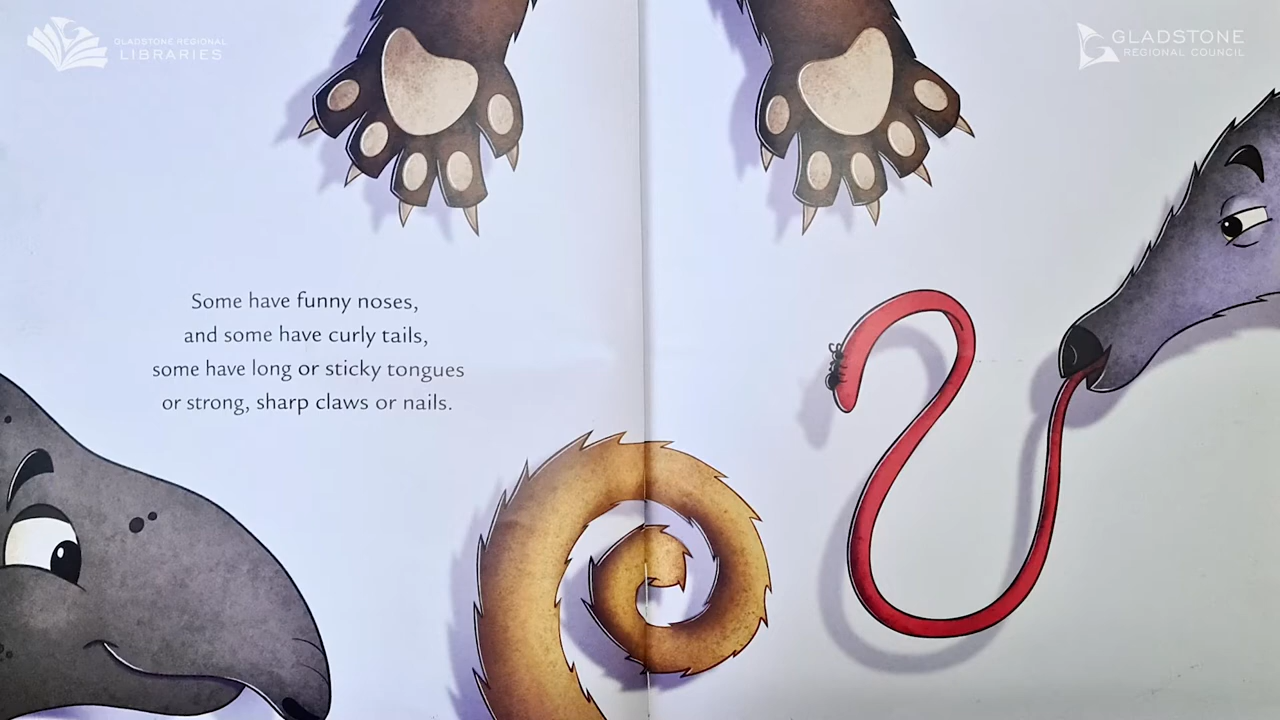 GLADSTONE REGIONAL
LIBRARIES
GLADSTONE
REGIONAL COUNCIL
Some have funny noses,
and some have curly tails,
some have long or sticky tongues
or strong, sharp claws or nails.